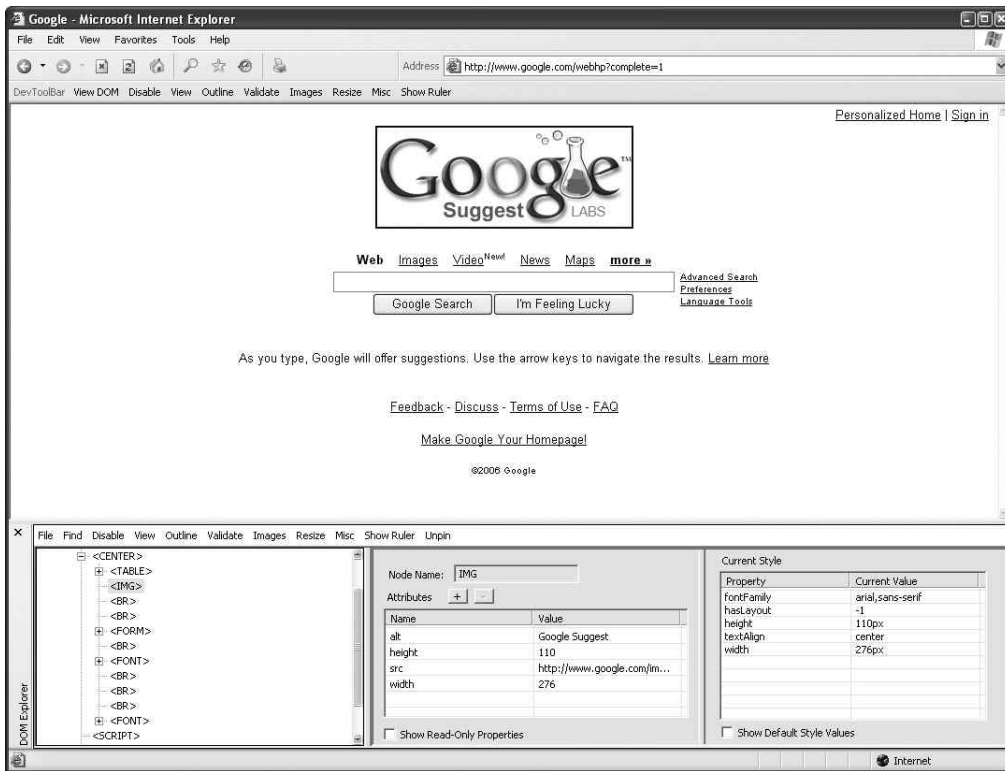 Google - Microsoft Internet Explorer
File Edit View Favorites Tools Help
Address http://www.google.com/webhp?complete=1
DevToolBar View DOM Disable View Outline Validate Images Resize Misc Show Ruler
Personalized Home | Sign in
Google™
Suggest LABS
Web Images Video New! News Maps more »
Advanced Search
Preferences
Language Tools
Google Search I'm Feeling Lucky
As you type, Google will offer suggestions. Use the arrow keys to navigate the results. Learn more
Feedback - Discuss - Terms of Use - FAQ
Make Google Your Homepage!
©2006 Google
File Find Disable View Outline Validate Images Resize Misc Show Ruler Unpin
DOM Explorer
<CENTER>
<TABLE>
<IMG>
<BR>
<BR>
<FORM>
<BR>
<FONT>
<BR>
<BR>
<BR>
<FONT>
<SCRIPT>
Node Name: IMG
Attributes + -
Name Value
alt Google Suggest
height 110
src http://www.google.com/im...
width 276
Show Read-Only Properties
Current Style
Property Current Value
fontFamily arial,sans-serif
hasLayout -1
height 110px
textAlign center
width 276px
Show Default Style Values
Internet